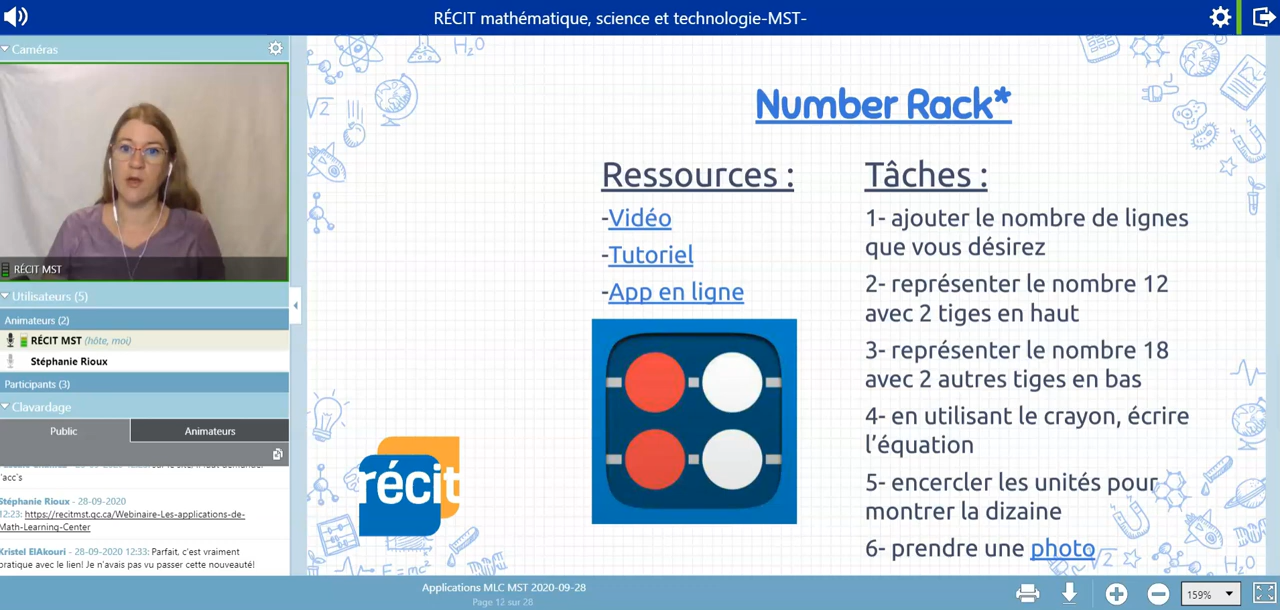 RÉCIT mathématique, science et technologie-MST-
Caméras
RÉCIT MST
Utilisateurs (5)
Animateurs (2)
RÉCIT MST (hôte, moi)
Stéphanie Rioux
Participants (3)
Clavardage
Public
Animateurs
'acc's
Stéphanie Rioux - 28-09-2020
12:23: https://recitmst.qc.ca/Webinaire-Les-applications-de-
Math-Learning-Center
Kristel ElAkouri - 28-09-2020 12:33: Parfait, c'est vraiment
pratique avec le lien! Je n'avais pas vu passer cette nouveauté!
Number Rack*
Ressources :
-Vidéo
-Tutoriel
-App en ligne
récit
Tâches :
1- ajouter le nombre de lignes
que vous désirez
2- représenter le nombre 12
avec 2 tiges en haut
3- représenter le nombre 18
avec 2 autres tiges en bas
4- en utilisant le crayon, écrire
l'équation
5- encercler les unités pour
montrer la dizaine
6- prendre une photo
H₂O
√2
E=mc²
√2
Applications MLC MST 2020-09-28
Page 12 sur 28
159%